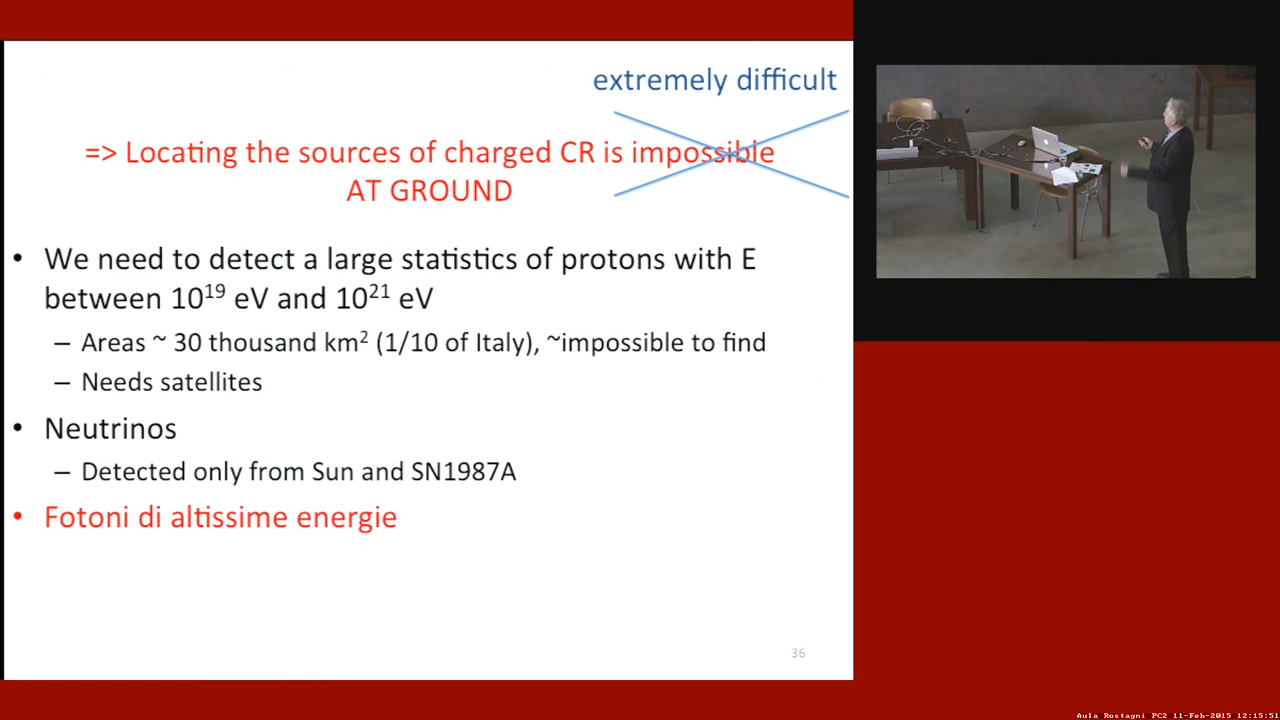 extremely difficult
=> Locating the sources of charged CR is impossible
AT GROUND
• We need to detect a large statistics of protons with E
between 10¹⁹ eV and 10²¹ eV
– Areas ~ 30 thousand km² (1/10 of Italy), ~impossible to find
– Needs satellites
• Neutrinos
– Detected only from Sun and SN1987A
• Fotoni di altissime energie
36
Aula Rostagni PC2 11-Feb-2015 12:15:51